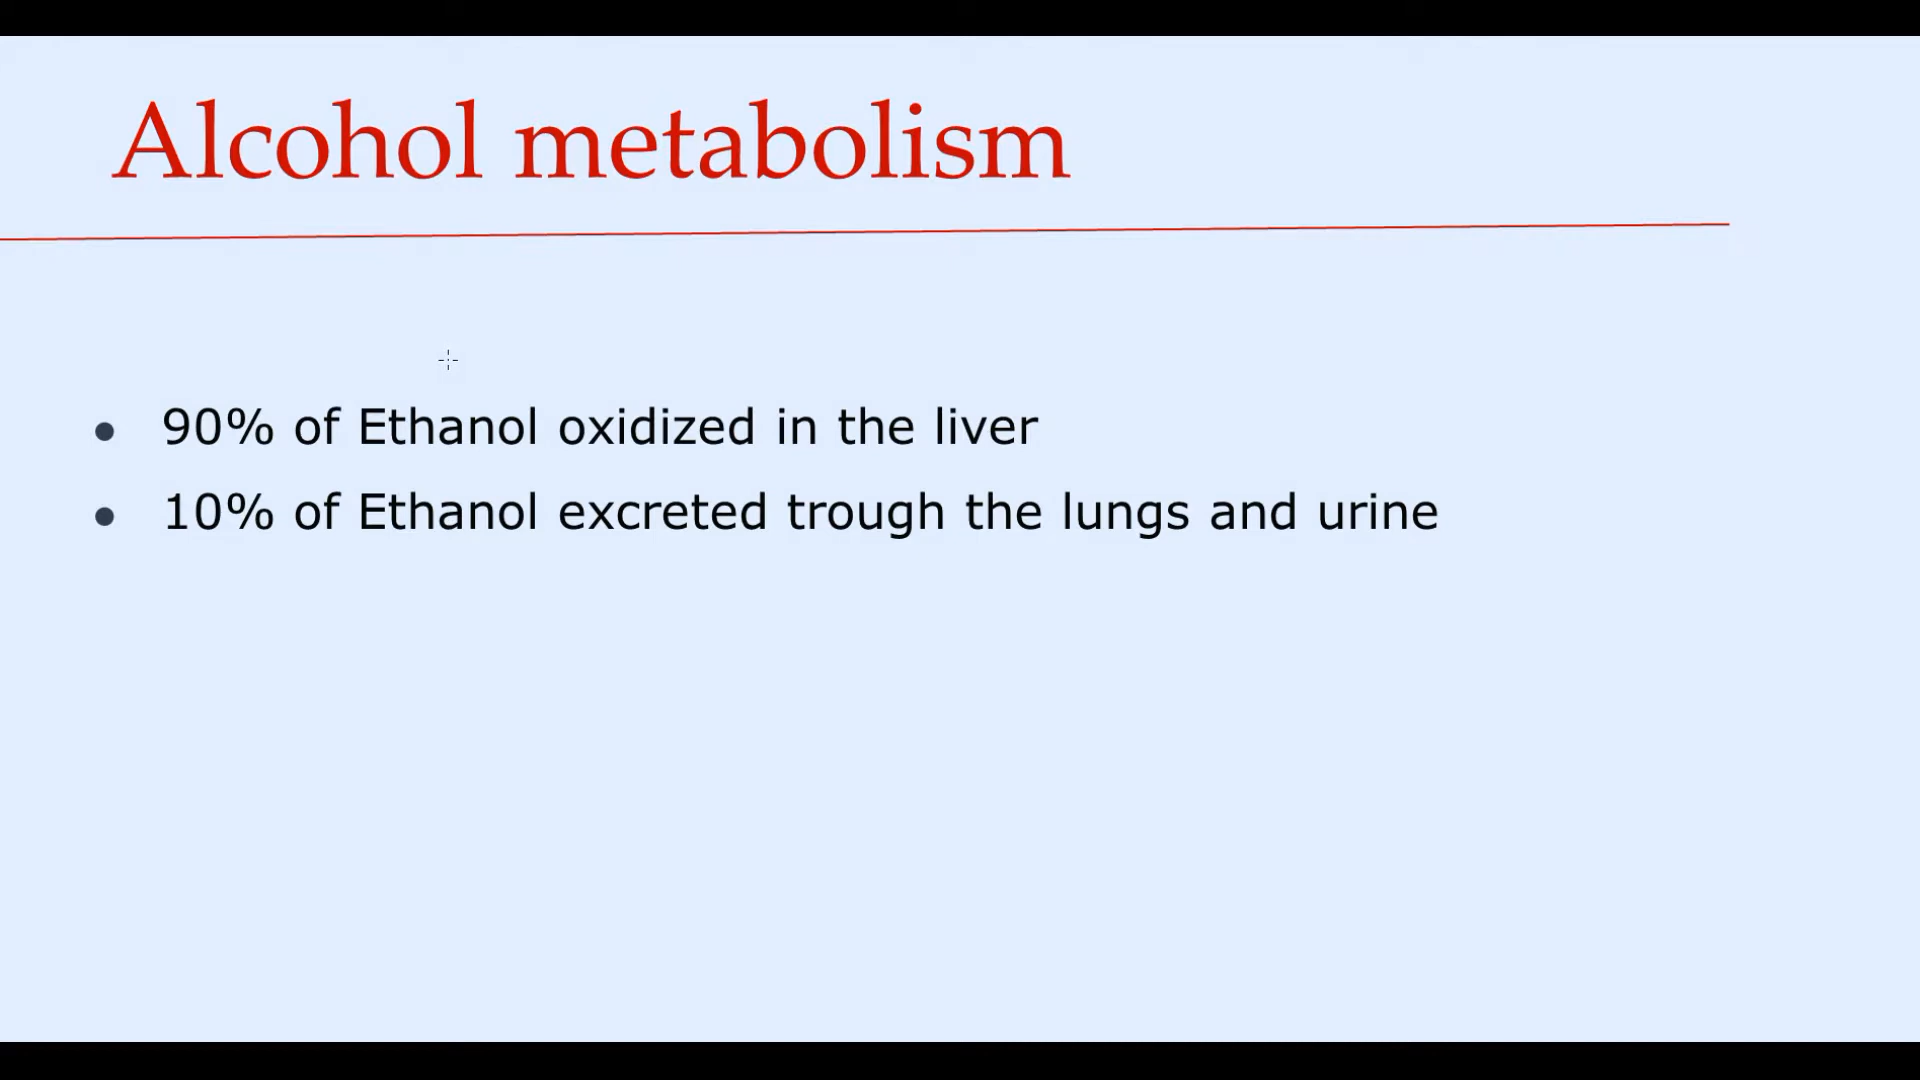 Alcohol metabolism
• 90% of Ethanol oxidized in the liver
• 10% of Ethanol excreted trough the lungs and urine